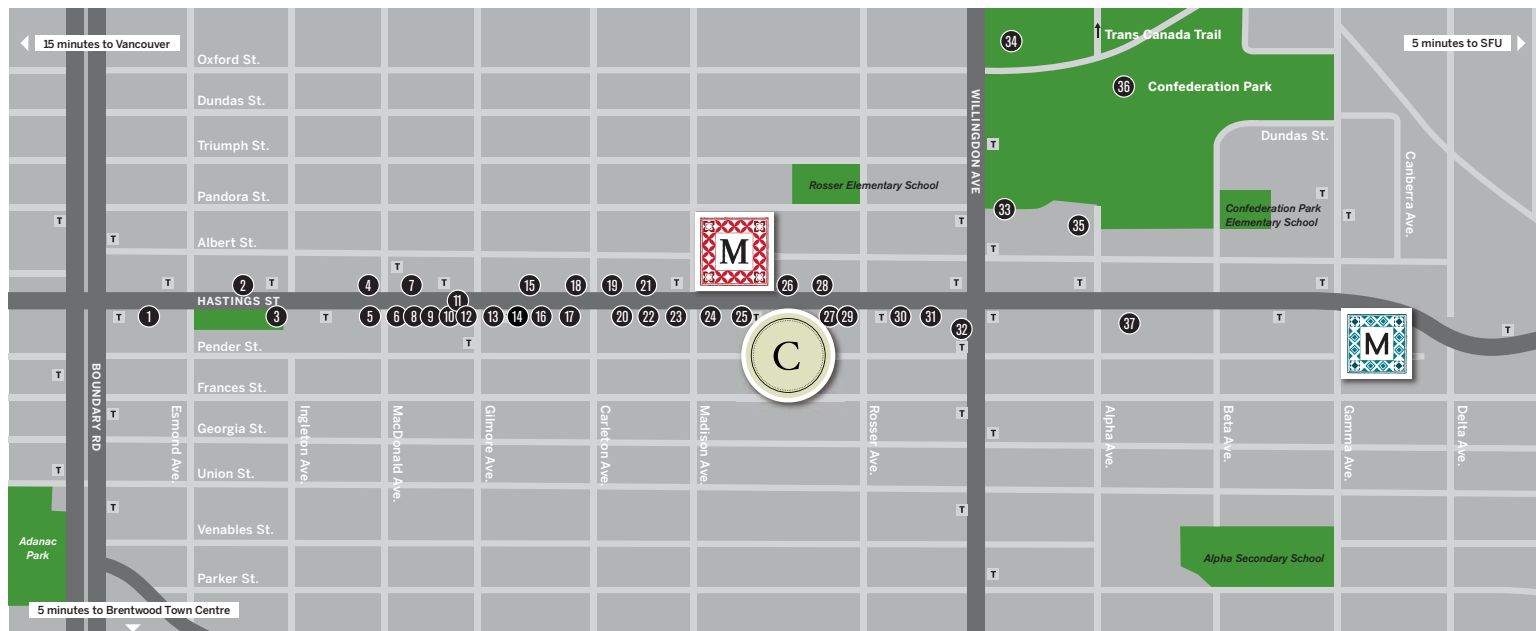 15 minutes to Vancouver
5 minutes to SFU
34
Trans Canada Trail
Oxford St.
36
Confederation Park
Dundas St.
WILLINGDON AVE
Dundas St.
T
Triumph St.
Canberra Ave.
Rosser Elementary School
Pandora St.
T
Confederation Park
Elementary School
33
T
T
T
35
T
Albert St.
M
T
T
T
T
2
T
4
7
T
15
18
19
21
T
26
28
T
T
T
HASTINGS ST
11
1
T
3
T
5
6
8
9
10
12
13
14
16
17
20
22
23
24
25
T
27
29
T
30
31
32
T
37
T
T
Pender St.
T
C
T
M
T
Frances St.
BOUNDARY RD
Esmond Ave.
Ingleton Ave.
MacDonald Ave.
Gilmore Ave.
Carleton Ave.
Madison Ave.
Rosser Ave.
Alpha Ave.
Beta Ave.
Gamma Ave.
Delta Ave.
T
T
Georgia St.
T
T
Union St.
T
T
Venables St.
Adanac
Park
Alpha Secondary School
Parker St.
T
5 minutes to Brentwood Town Centre